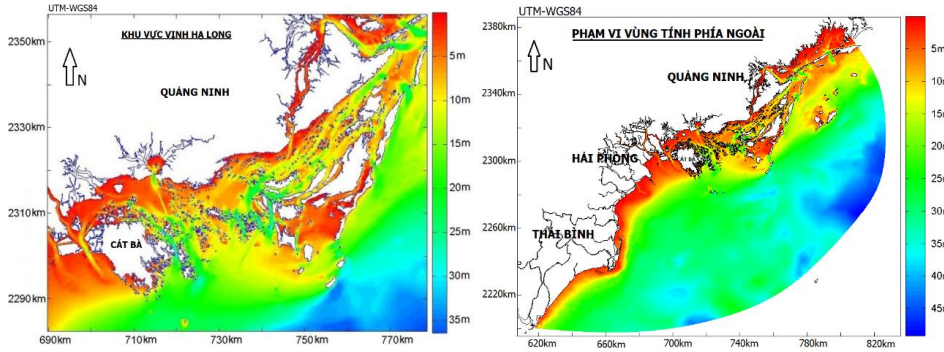 UTM-WGS84
2350km
2330km
2310km
2290km
KHU VỰC VỊNH HẠ LONG
N
QUẢNG NINH
CÁT BÀ
690km
710km
730km
750km
770km
5m
10m
15m
20m
25m
30m
35m
UTM-WGS84
2380km
2340km
2300km
2260km
2220km
PHẠM VI VÙNG TÍNH PHÍA NGOÀI
N
QUẢNG NINH
HẢI PHÒNG
CÁT BÀ
THÁI BÌNH
620km
660km
700km
740km
780km
820km
5m
10m
15m
20m
25m
30m
35m
40m
45m